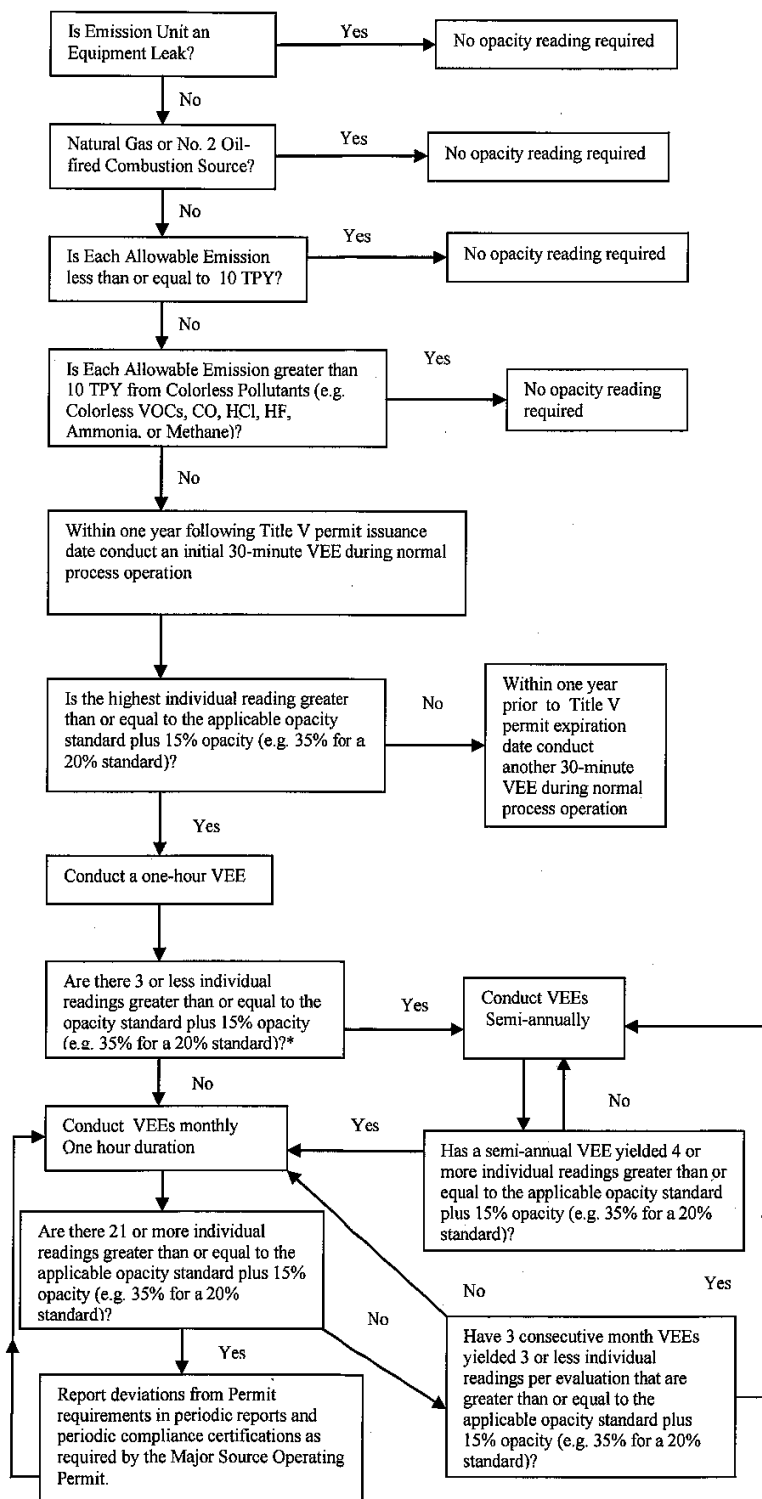 Is Emission Unit an
Equipment Leak?
Yes
No opacity reading required
No
Natural Gas or No. 2 Oil-
fired Combustion Source?
Yes
No opacity reading required
No
Is Each Allowable Emission
less than or equal to 10 TPY?
Yes
No opacity reading required
No
Is Each Allowable Emission greater than
10 TPY from Colorless Pollutants (e.g.
Colorless VOCs, CO, HCl, HF,
Ammonia, or Methane)?
Yes
No opacity reading
required
No
Within one year following Title V permit issuance
date conduct an initial 30-minute VEE during normal
process operation
Is the highest individual reading greater
than or equal to the applicable opacity
standard plus 15% opacity (e.g. 35% for a
20% standard)?
No
Within one year
prior to Title V
permit expiration
date conduct
another 30-minute
VEE during normal
process operation
Yes
Conduct a one-hour VEE
Are there 3 or less individual
readings greater than or equal to the
opacity standard plus 15% opacity
(e.g. 35% for a 20% standard)?*
Yes
Conduct VEEs
Semi-annually
No
No
Conduct VEEs monthly
One hour duration
Yes
Has a semi-annual VEE yielded 4 or
more individual readings greater than or
equal to the applicable opacity standard
plus 15% opacity (e.g. 35% for a 20%
standard)?
Are there 21 or more individual
readings greater than or equal to the
applicable opacity standard plus 15%
opacity (e.g. 35% for a 20%
standard)?
No
No
Yes
Have 3 consecutive month VEEs
yielded 3 or less individual
readings per evaluation that are
greater than or equal to the
applicable opacity standard plus
15% opacity (e.g. 35% for a 20%
standard)?
Yes
Report deviations from Permit
requirements in periodic reports and
periodic compliance certifications as
required by the Major Source Operating
Permit.